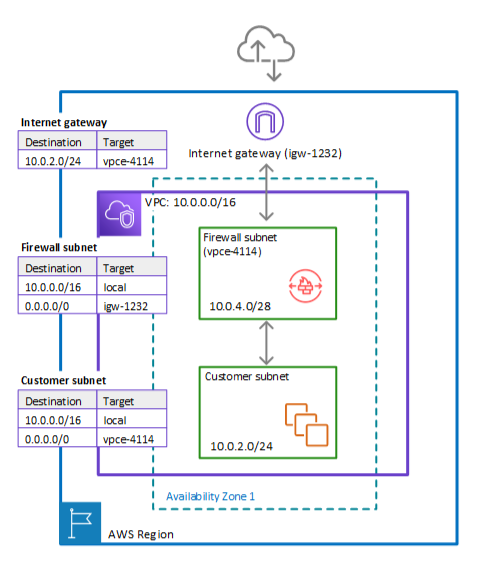 Internet gateway
Destination Target
10.0.2.0/24 vpce-4114
Internet gateway (igw-1232)
VPC: 10.0.0.0/16
Firewall subnet
Destination Target
10.0.0.0/16 local
0.0.0.0/0 igw-1232
Firewall subnet
(vpce-4114)
10.0.4.0/28
Customer subnet
Destination Target
10.0.0.0/16 local
0.0.0.0/0 vpce-4114
Customer subnet
10.0.2.0/24
Availability Zone 1
AWS Region